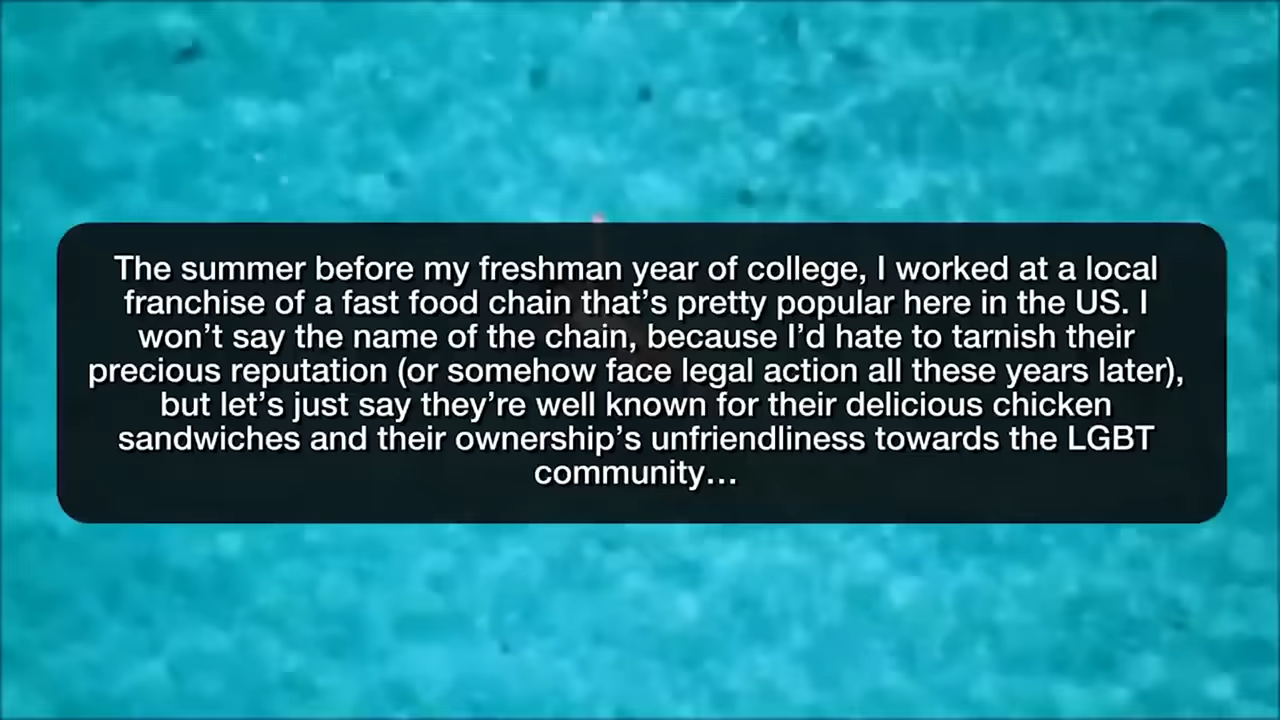 The summer before my freshman year of college, I worked at a local
franchise of a fast food chain that’s pretty popular here in the US. I
won’t say the name of the chain, because I’d hate to tarnish their
precious reputation (or somehow face legal action all these years later),
but let’s just say they’re well known for their delicious chicken
sandwiches and their ownership’s unfriendliness towards the LGBT
community…